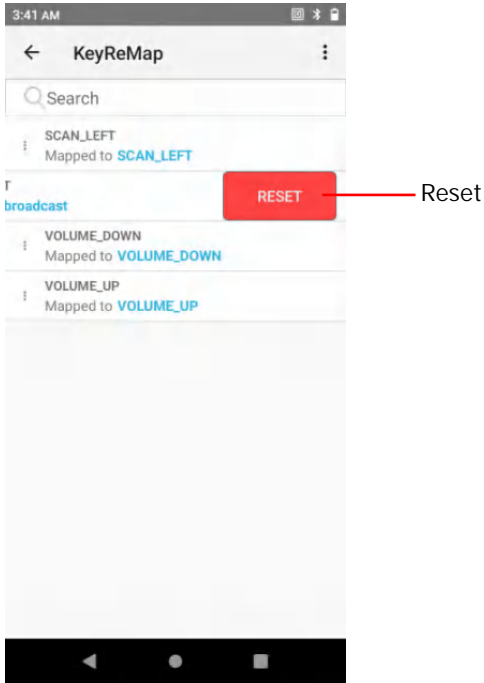 3:41 AM
KeyReMap
Search
SCAN_LEFT
Mapped to SCAN_LEFT
T
broadcast
RESET
Reset
VOLUME_DOWN
Mapped to VOLUME_DOWN
VOLUME_UP
Mapped to VOLUME_UP